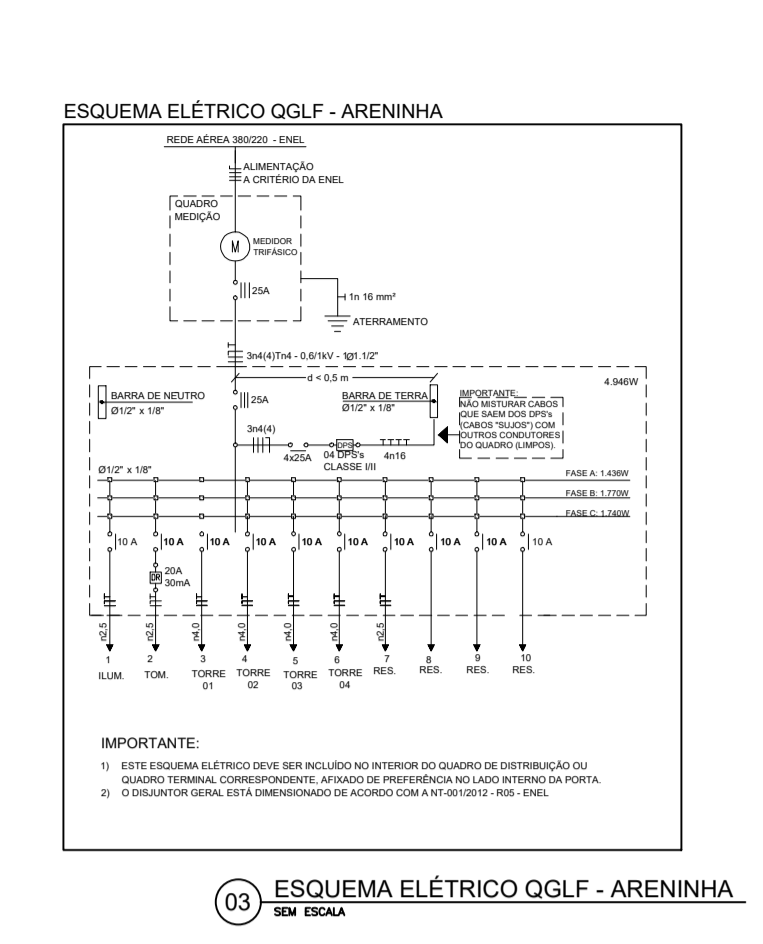 ESQUEMA ELÉTRICO QGLF - ARENINHA
REDE AÉREA 380/220 - ENEL
ALIMENTAÇÃO
A CRITÉRIO DA ENEL
QUADRO
MEDIÇÃO
M
MEDIDOR
TRIFÁSICO
25A
1n 16 mm²
ATERRAMENTO
3n4(4)Tn4 - 0,6/1kV - 1Ø1.1/2"
d < 0,5 m
4.946W
BARRA DE NEUTRO
Ø1/2" x 1/8"
25A
BARRA DE TERRA
Ø1/2" x 1/8"
IMPORTANTE:
NÃO MISTURAR CABOS
QUE SAEM DOS DPS's
(CABOS "SUJOS") COM
OUTROS CONDUTORES
DO QUADRO (LIMPOS).
3n4(4)
4x25A
DPS
04 DPS's
CLASSE I/II
4n16
Ø1/2" x 1/8"
FASE A: 1.436W
FASE B: 1.770W
FASE C: 1.740W
10 A 10 A 10 A 10 A 10 A 10 A 10 A 10 A 10 A 10 A
DR
20A
30mA
n2,5 n2,5 n4,0 n4,0 n4,0 n4,0 n2,5
1 2 3 4 5 6 7 8 9 10
ILUM. TOM. TORRE TORRE TORRE TORRE RES. RES. RES. RES.
01 02 03 04
IMPORTANTE:
1) ESTE ESQUEMA ELÉTRICO DEVE SER INCLUÍDO NO INTERIOR DO QUADRO DE DISTRIBUIÇÃO OU
QUADRO TERMINAL CORRESPONDENTE, AFIXADO DE PREFERÊNCIA NO LADO INTERNO DA PORTA.
2) O DISJUNTOR GERAL ESTÁ DIMENSIONADO DE ACORDO COM A NT-001/2012 - R05 - ENEL
03
ESQUEMA ELÉTRICO QGLF - ARENINHA
SEM ESCALA